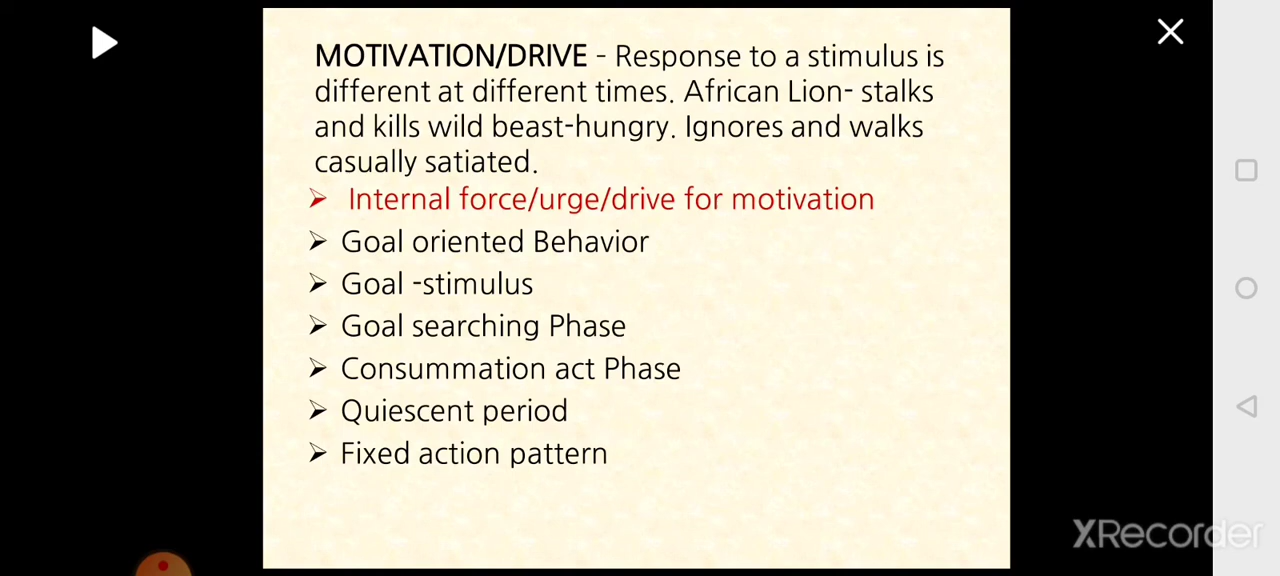 MOTIVATION/DRIVE - Response to a stimulus is
different at different times. African Lion- stalks
and kills wild beast-hungry. Ignores and walks
casually satiated.
➢ Internal force/urge/drive for motivation
➢ Goal oriented Behavior
➢ Goal -stimulus
➢ Goal searching Phase
➢ Consummation act Phase
➢ Quiescent period
➢ Fixed action pattern
XRecorder